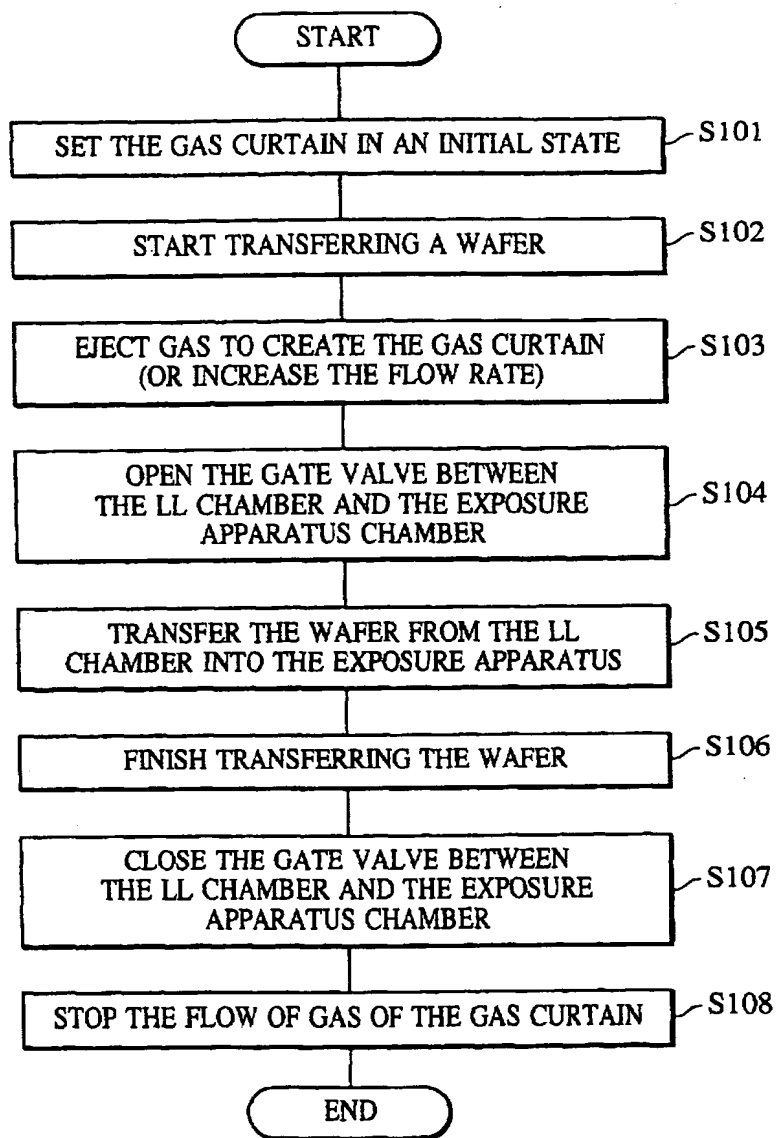 START
SET THE GAS CURTAIN IN AN INITIAL STATE
S101
START TRANSFERRING A WAFER
S102
EJECT GAS TO CREATE THE GAS CURTAIN
(OR INCREASE THE FLOW RATE)
S103
OPEN THE GATE VALVE BETWEEN
THE LL CHAMBER AND THE EXPOSURE
APPARATUS CHAMBER
S104
TRANSFER THE WAFER FROM THE LL
CHAMBER INTO THE EXPOSURE APPARATUS
S105
FINISH TRANSFERRING THE WAFER
S106
CLOSE THE GATE VALVE BETWEEN
THE LL CHAMBER AND THE EXPOSURE
APPARATUS CHAMBER
S107
STOP THE FLOW OF GAS OF THE GAS CURTAIN
S108
END